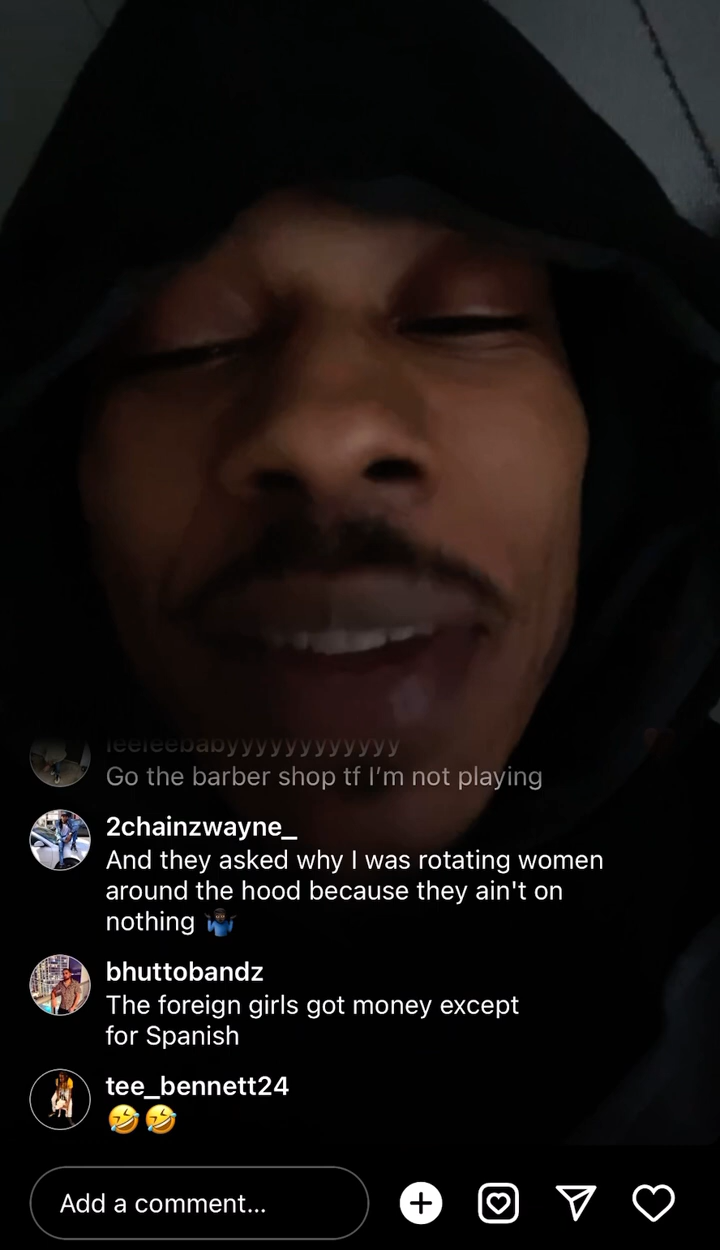 leeleebabyyyyyyyyyyyy
Go the barber shop tf I'm not playing
2chainzwayne_
And they asked why I was rotating women
around the hood because they ain't on
nothing 🤷🏿‍♂️
bhuttobandz
The foreign girls got money except
for Spanish
tee_bennett24
🤣🤣
Add a comment...